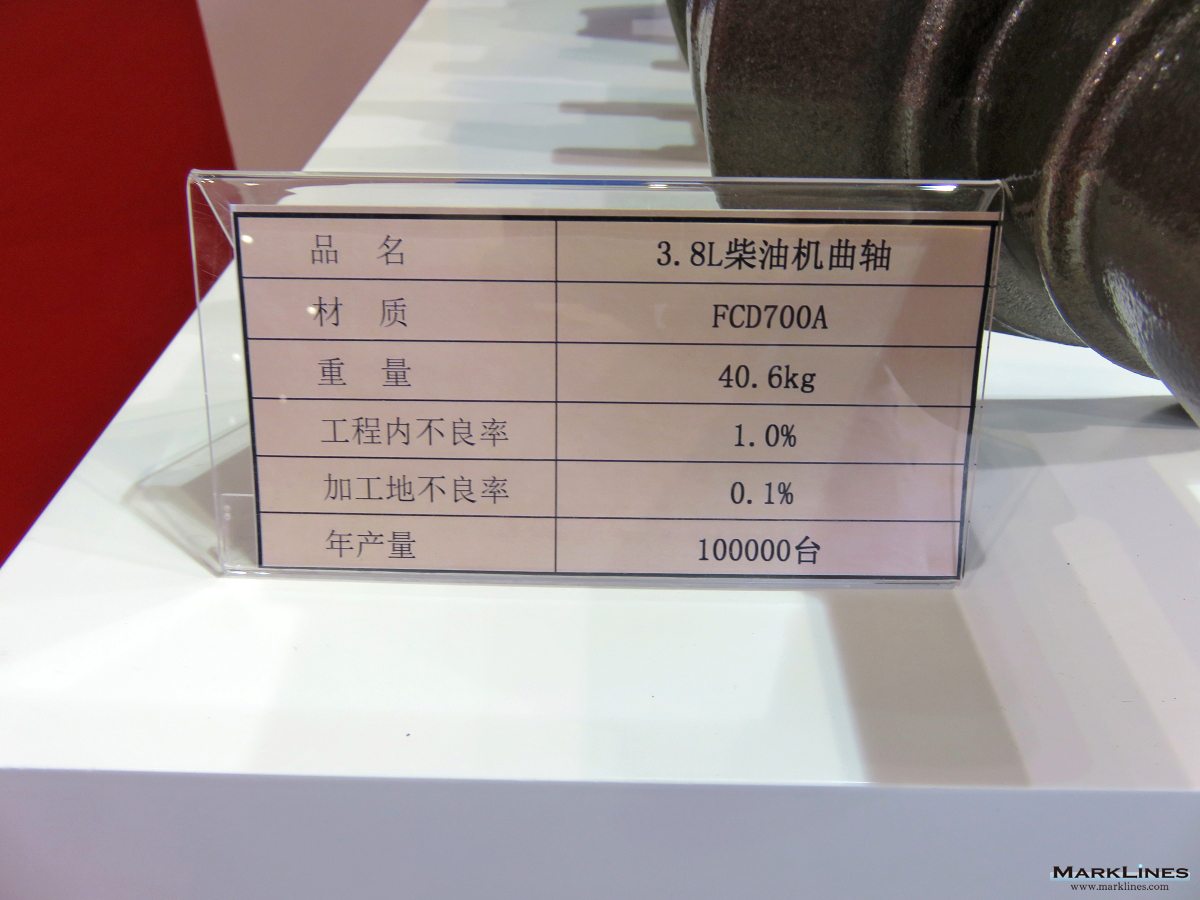 品 名 3.8L柴油机曲轴
材 质 FCD700A
重 量 40.6kg
工程内不良率 1.0%
加工地不良率 0.1%
年产量 100000台
MARKLINES
www.marklines.com